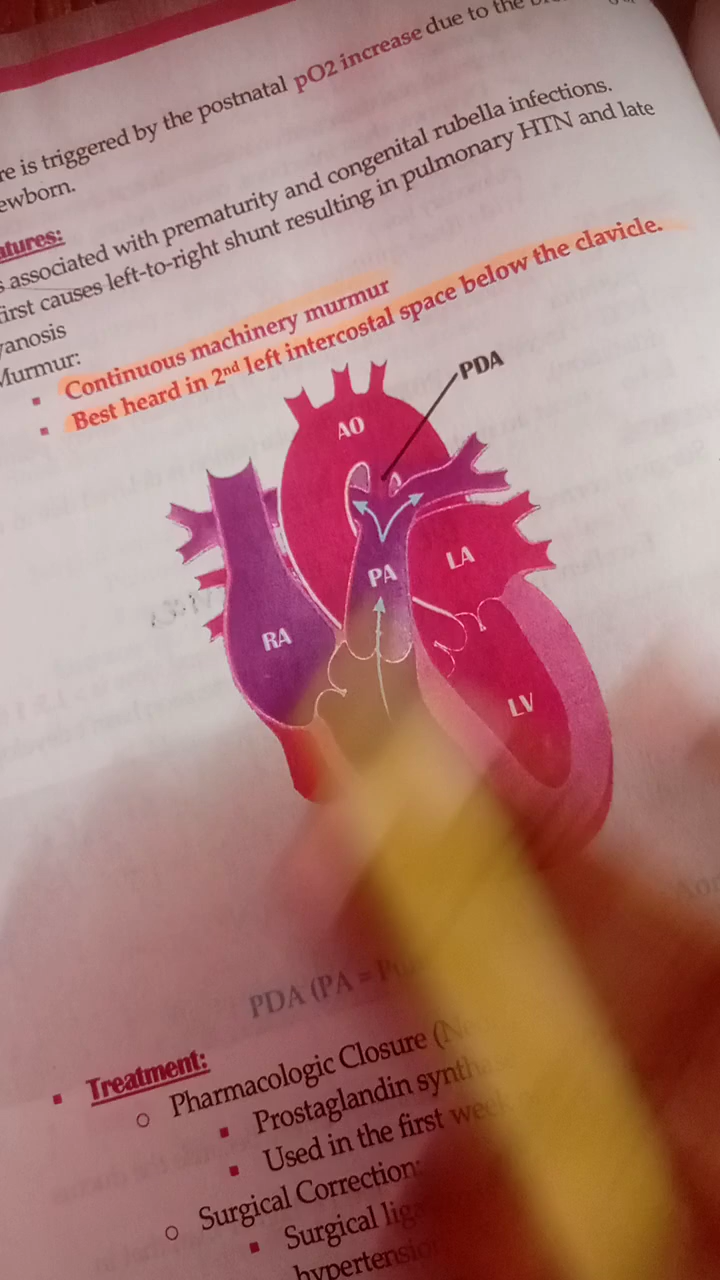 re is triggered by the postnatal pO2 increase due to the
ewborn.
atures:
s associated with prematurity and congenital rubella infections.
first causes left-to-right shunt resulting in pulmonary HTN and late
yanosis
Murmur:
▪ Continuous machinery murmur
▪ Best heard in 2nd left intercostal space below the clavicle.
PDA
AO
PA
LA
RA
LV
PDA (PA =
▪ Treatment:
○ Pharmacologic Closure
▪ Prostaglandin synth
▪ Used in the first week
○ Surgical Correction:
▪ Surgical lig
hypertensio